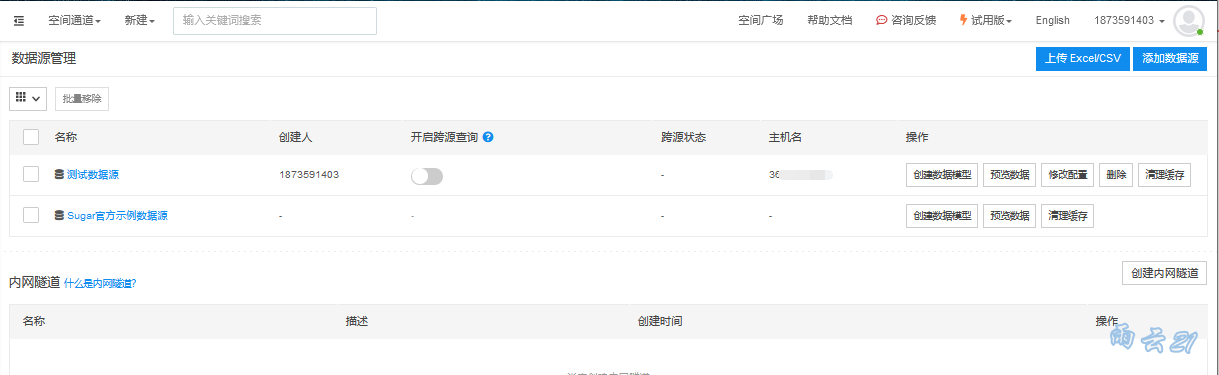 空间通道 新建 输入关键词搜索 空间广场 帮助文档 咨询反馈 试用版 English 1873591403
数据源管理 上传 Excel/CSV 添加数据源
批量移除
名称 创建人 开启跨源查询 跨源状态 主机名 操作
测试数据源 1873591403 - 36 创建数据模型 预览数据 修改配置 删除 清理缓存
Sugar官方示例数据源 - - - - 创建数据模型 预览数据 清理缓存
内网隧道 什么是内网隧道? 创建内网隧道
名称 描述 创建时间 操作
雨云21